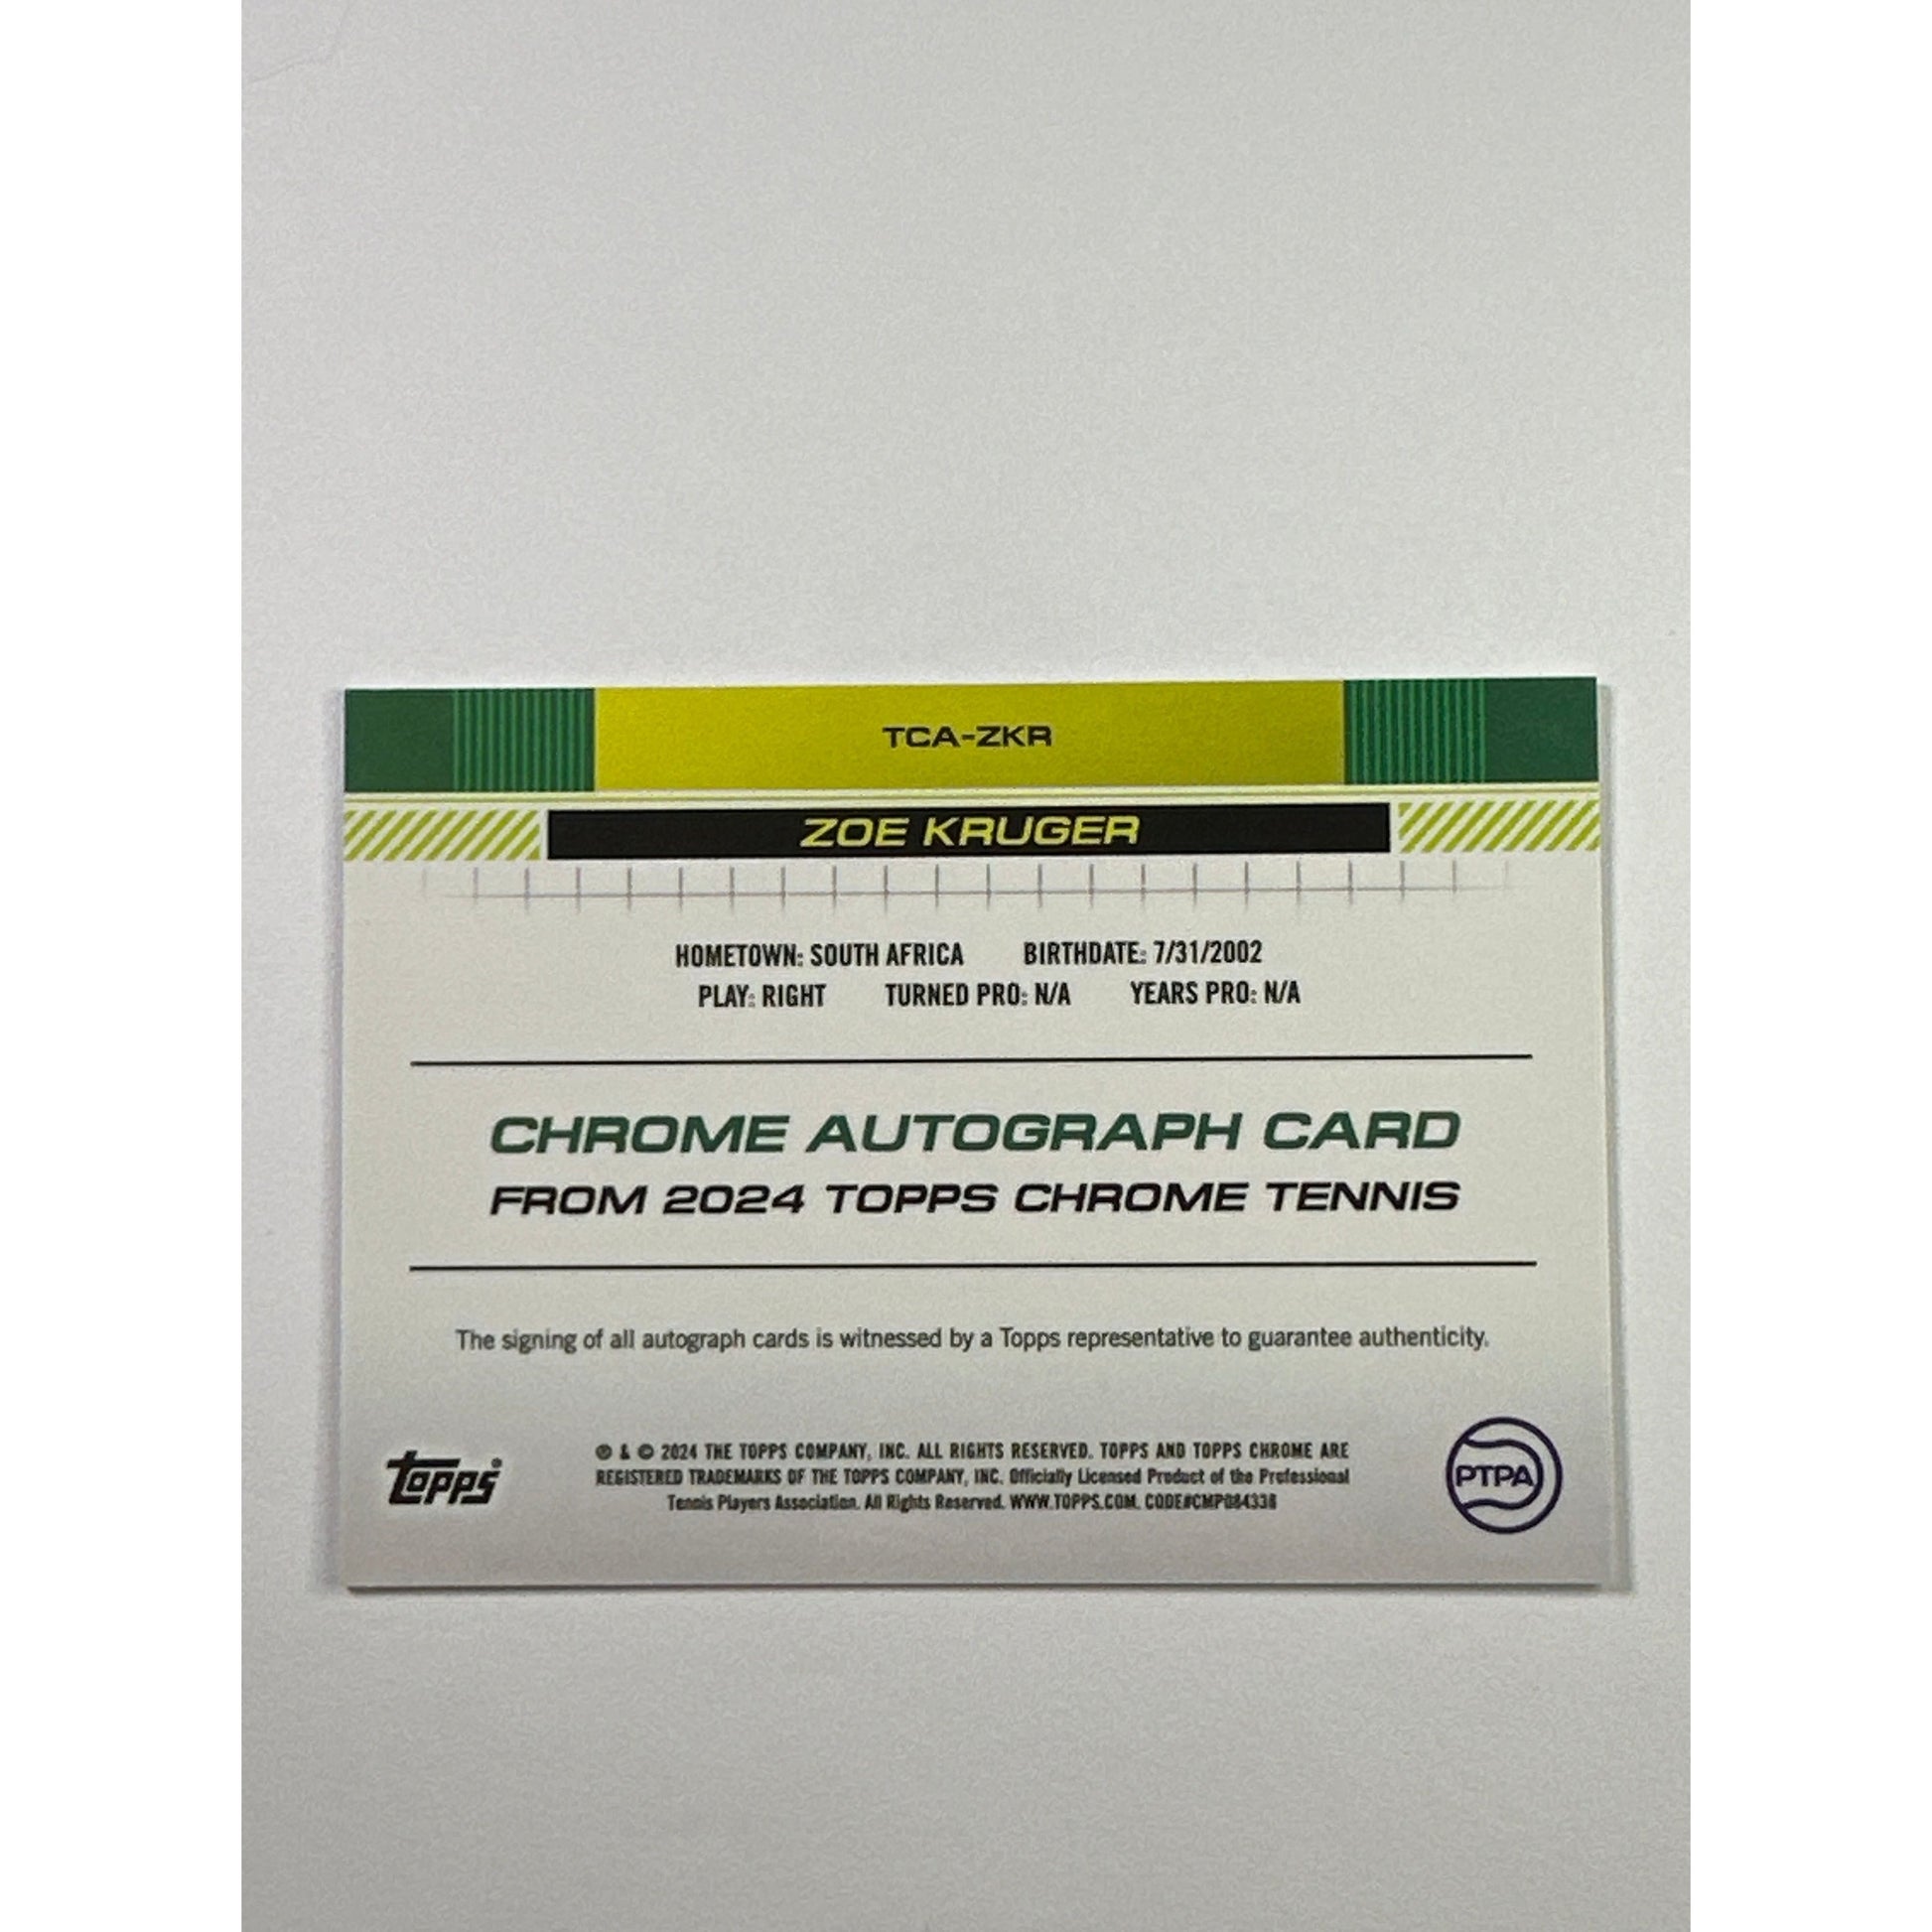 TCA-ZKR
ZOE KRUGER
HOMETOWN: SOUTH AFRICA BIRTHDATE: 7/31/2002
PLAY: RIGHT TURNED PRO: N/A YEARS PRO: N/A
CHROME AUTOGRAPH CARD
FROM 2024 TOPPS CHROME TENNIS
The signing of all autograph cards is witnessed by a Topps representative to guarantee authenticity.
topps
® & © 2024 THE TOPPS COMPANY, INC. ALL RIGHTS RESERVED. TOPPS AND TOPPS CHROME ARE
REGISTERED TRADEMARKS OF THE TOPPS COMPANY, INC. Officially Licensed Product of the Professional
Tennis Players Association. All Rights Reserved. WWW.TOPPS.COM. CODE#CMP084338
PTPA